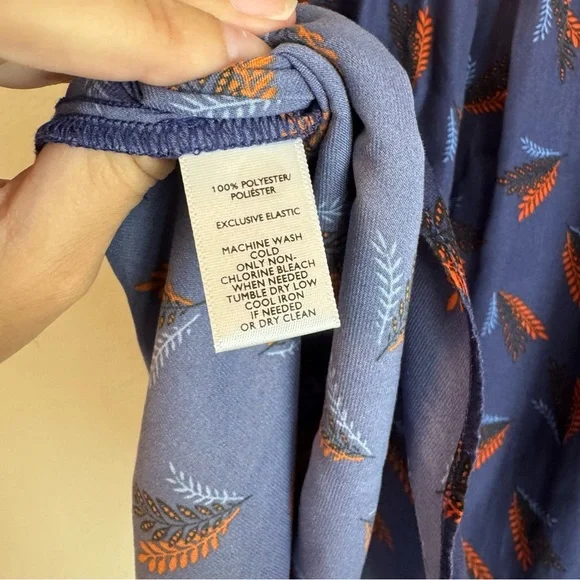 100% POLYESTER/
POLIÉSTER
EXCLUSIVE ELASTIC
MACHINE WASH
COLD
ONLY NON-
CHLORINE BLEACH
WHEN NEEDED
TUMBLE DRY LOW
COOL IRON
IF NEEDED
OR DRY CLEAN